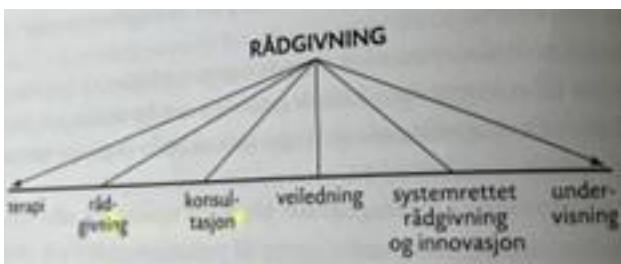 RÅDGIVNING
terapi
råd-
givning
konsul-
tasjon
veiledning
systemrettet
rådgivning
og innovasjon
under-
visning